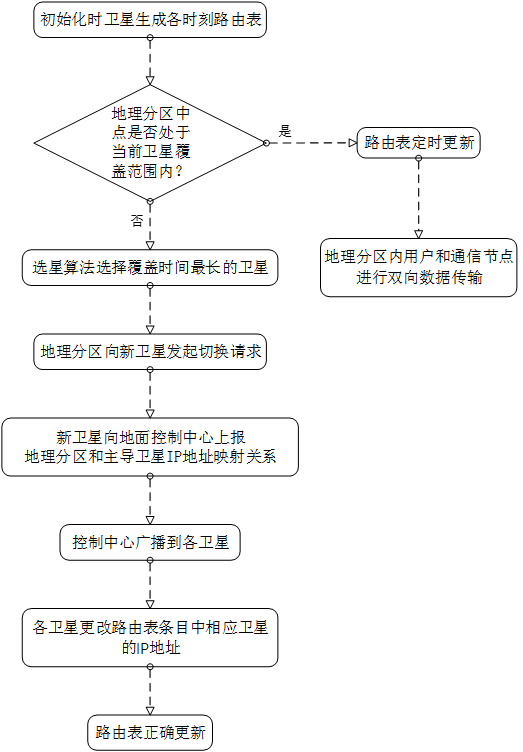 初始化时卫星生成各时刻路由表
地理分区中
点是否处于
当前卫星覆
盖范围内？
是
路由表定时更新
地理分区内用户和通信节点
进行双向数据传输
否
选星算法选择覆盖时间最长的卫星
地理分区向新卫星发起切换请求
新卫星向地面控制中心上报
地理分区和主导卫星IP地址映射关系
控制中心广播到各卫星
各卫星更改路由表条目中相应卫星
的IP地址
路由表正确更新